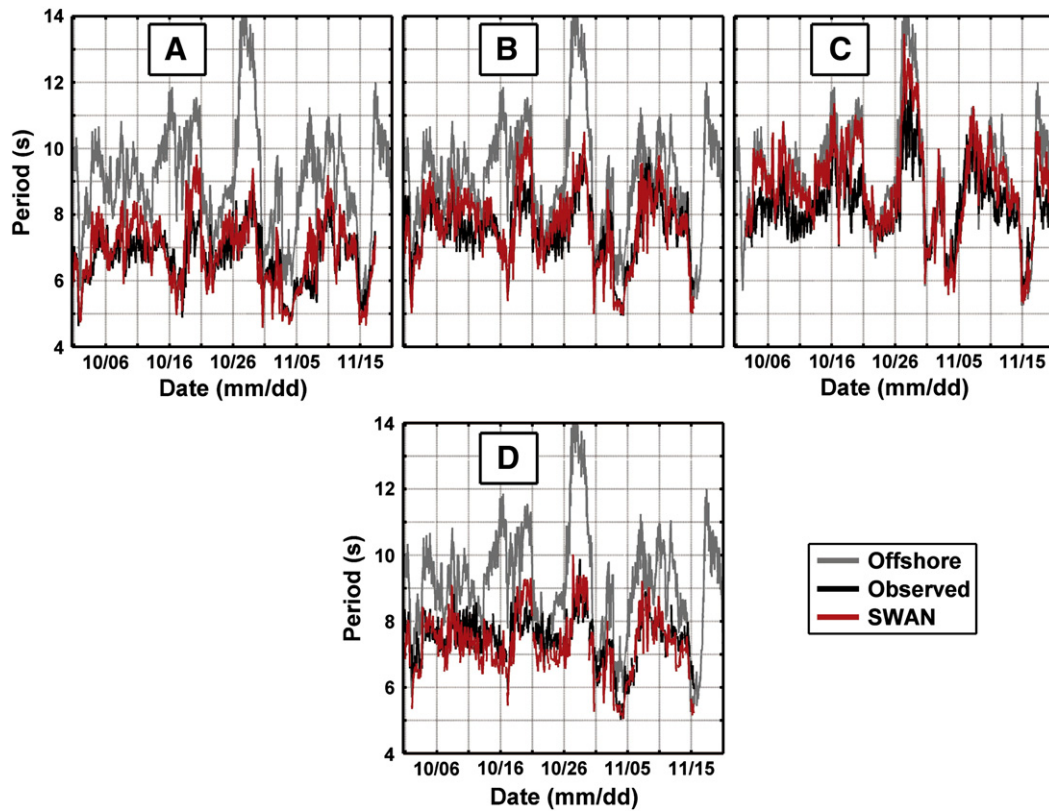 A
B
C
14
12
10
8
6
4
Period (s)
10/06 10/16 10/26 11/05 11/15
Date (mm/dd)
10/06 10/16 10/26 11/05 11/15
Date (mm/dd)
D
14
12
10
8
6
4
Period (s)
10/06 10/16 10/26 11/05 11/15
Date (mm/dd)
Offshore
Observed
SWAN